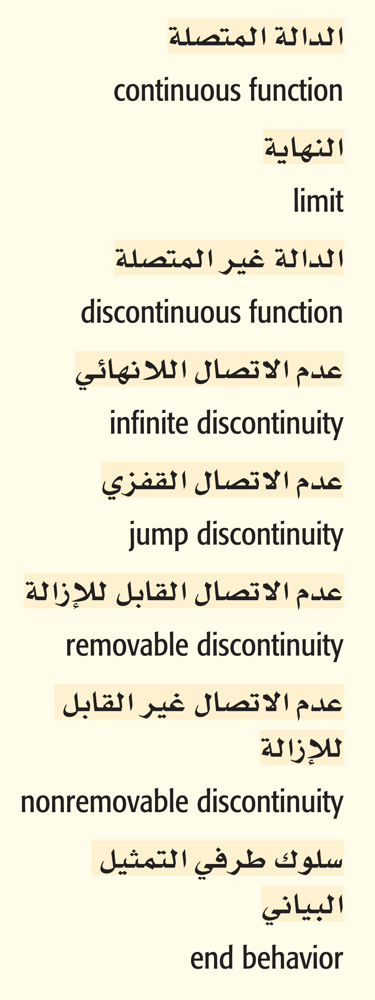 الدالة المتصلة
continuous function
النهاية
limit
الدالة غير المتصلة
discontinuous function
عدم الاتصال اللانهائي
infinite discontinuity
عدم الاتصال القفزي
jump discontinuity
عدم الاتصال القابل للإزالة
removable discontinuity
عدم الاتصال غير القابل
للإزالة
nonremovable discontinuity
سلوك طرفي التمثيل
البياني
end behavior